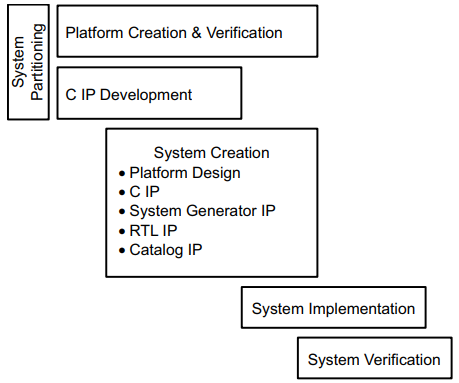 System
Partitioning
Platform Creation & Verification
C IP Development
System Creation
• Platform Design
• C IP
• System Generator IP
• RTL IP
• Catalog IP
System Implementation
System Verification